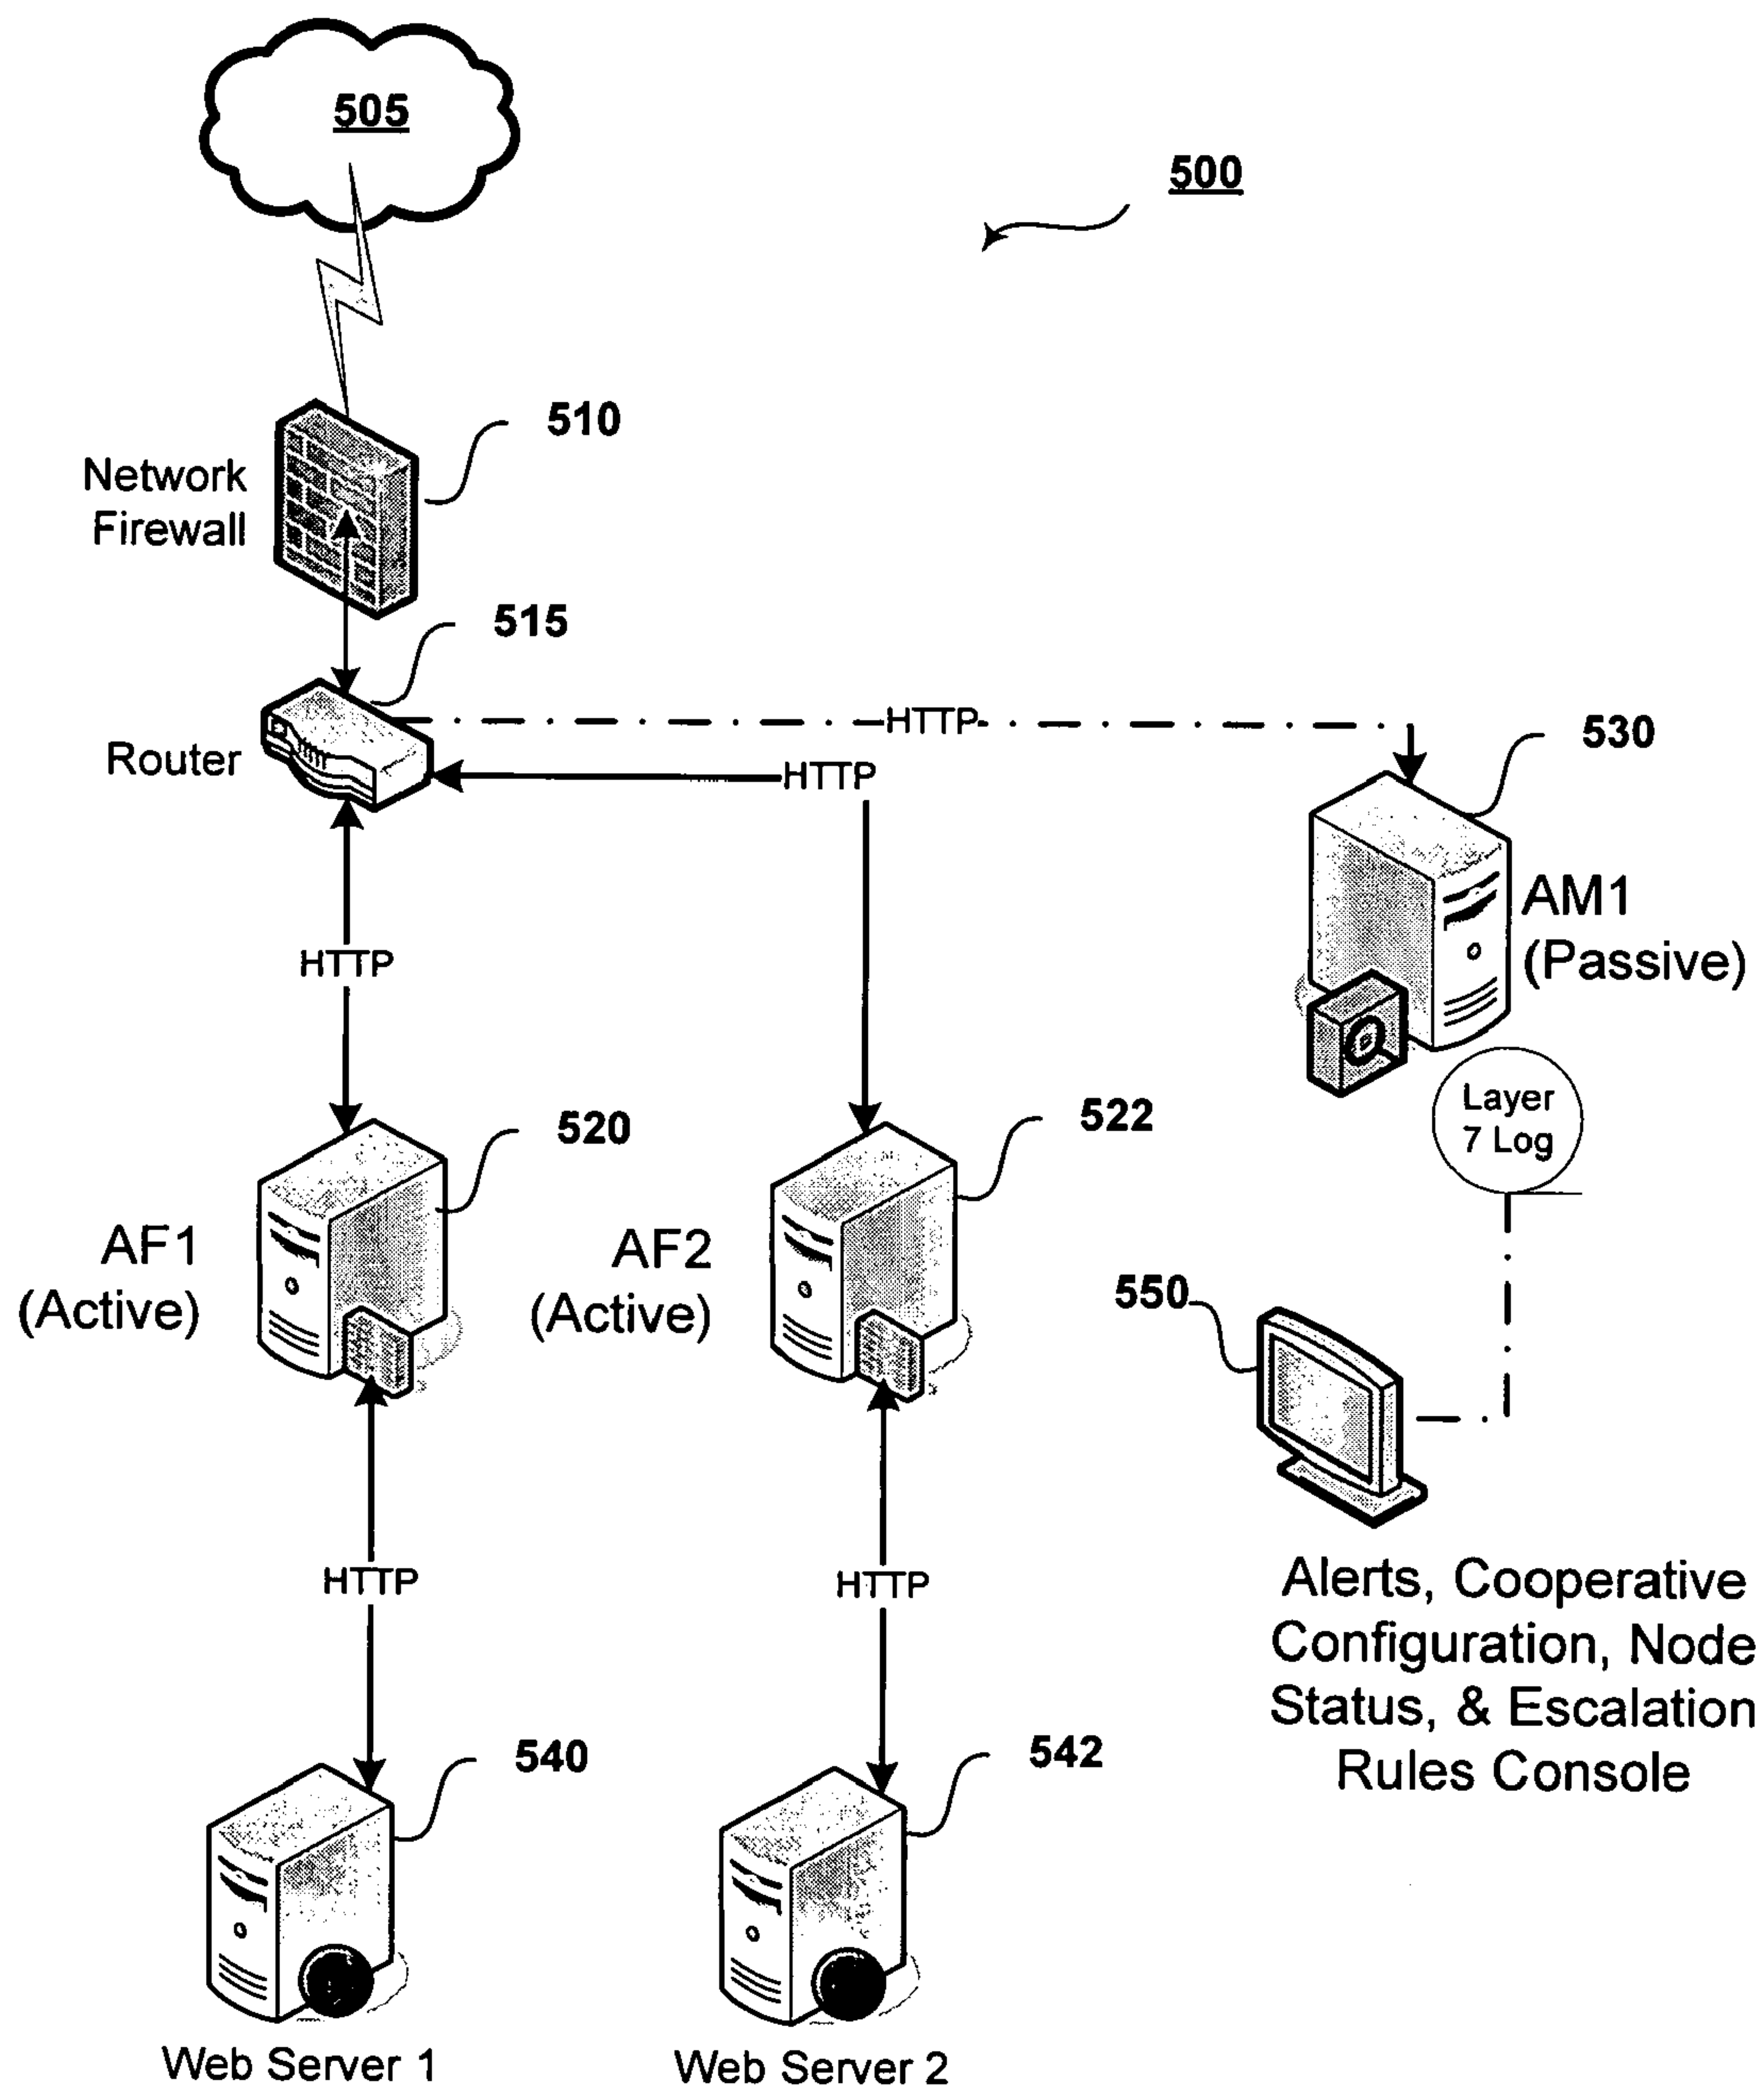 505
500
510
Network
Firewall
515
HTTP
530
Router
HTTP
AM1
(Passive)
HTTP
Layer
7 Log
520
522
AF1
(Active)
AF2
(Active)
550
HTTP
HTTP
Alerts, Cooperative
Configuration, Node
Status, & Escalation
Rules Console
540
542
Web Server 1
Web Server 2